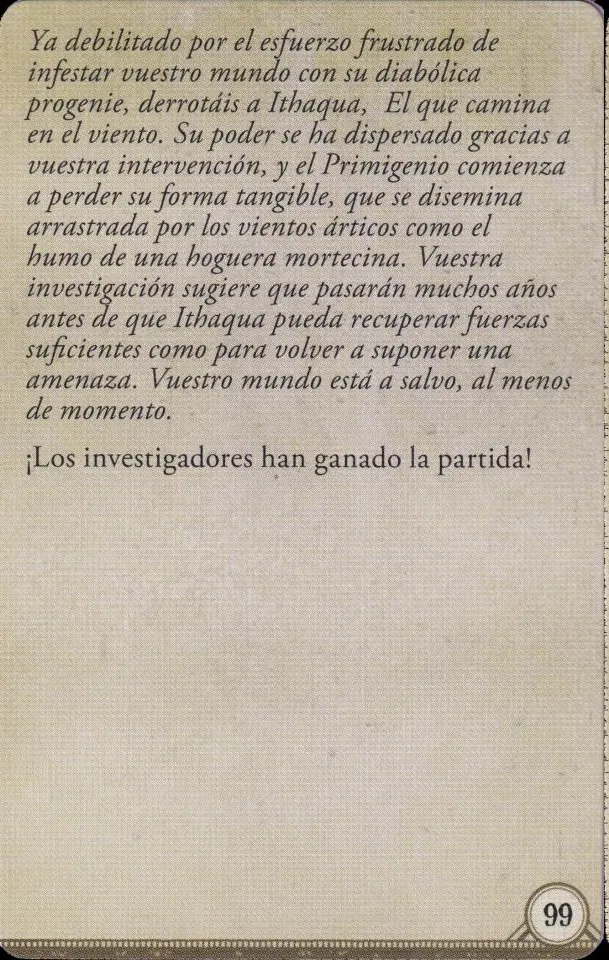 Ya debilitado por el esfuerzo frustrado de
infestar vuestro mundo con su diabólica
progenie, derrotáis a Ithaqua, El que camina
en el viento. Su poder se ha dispersado gracias a
vuestra intervención, y el Primigenio comienza
a perder su forma tangible, que se disemina
arrastrada por los vientos árticos como el
humo de una hoguera mortecina. Vuestra
investigación sugiere que pasarán muchos años
antes de que Ithaqua pueda recuperar fuerzas
suficientes como para volver a suponer una
amenaza. Vuestro mundo está a salvo, al menos
de momento.
¡Los investigadores han ganado la partida!
99